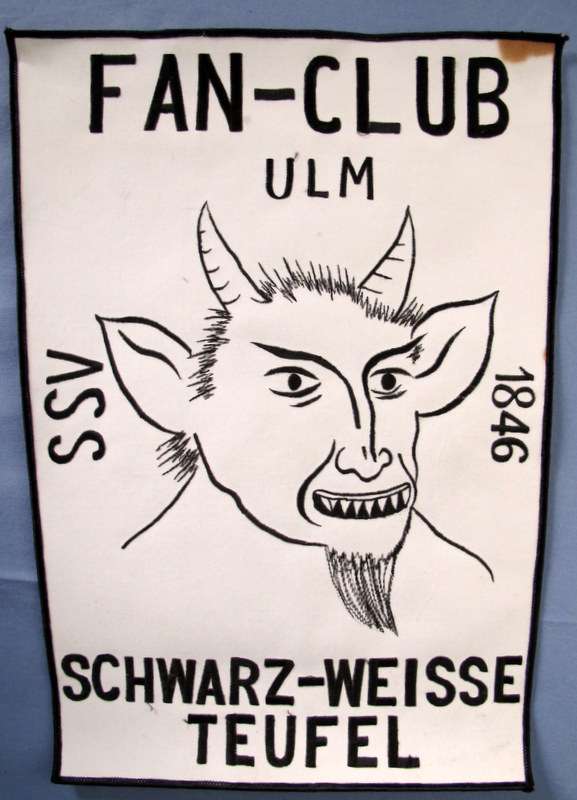 FAN-CLUB
ULM
SSV
1846
SCHWARZ-WEISSE
TEUFEL